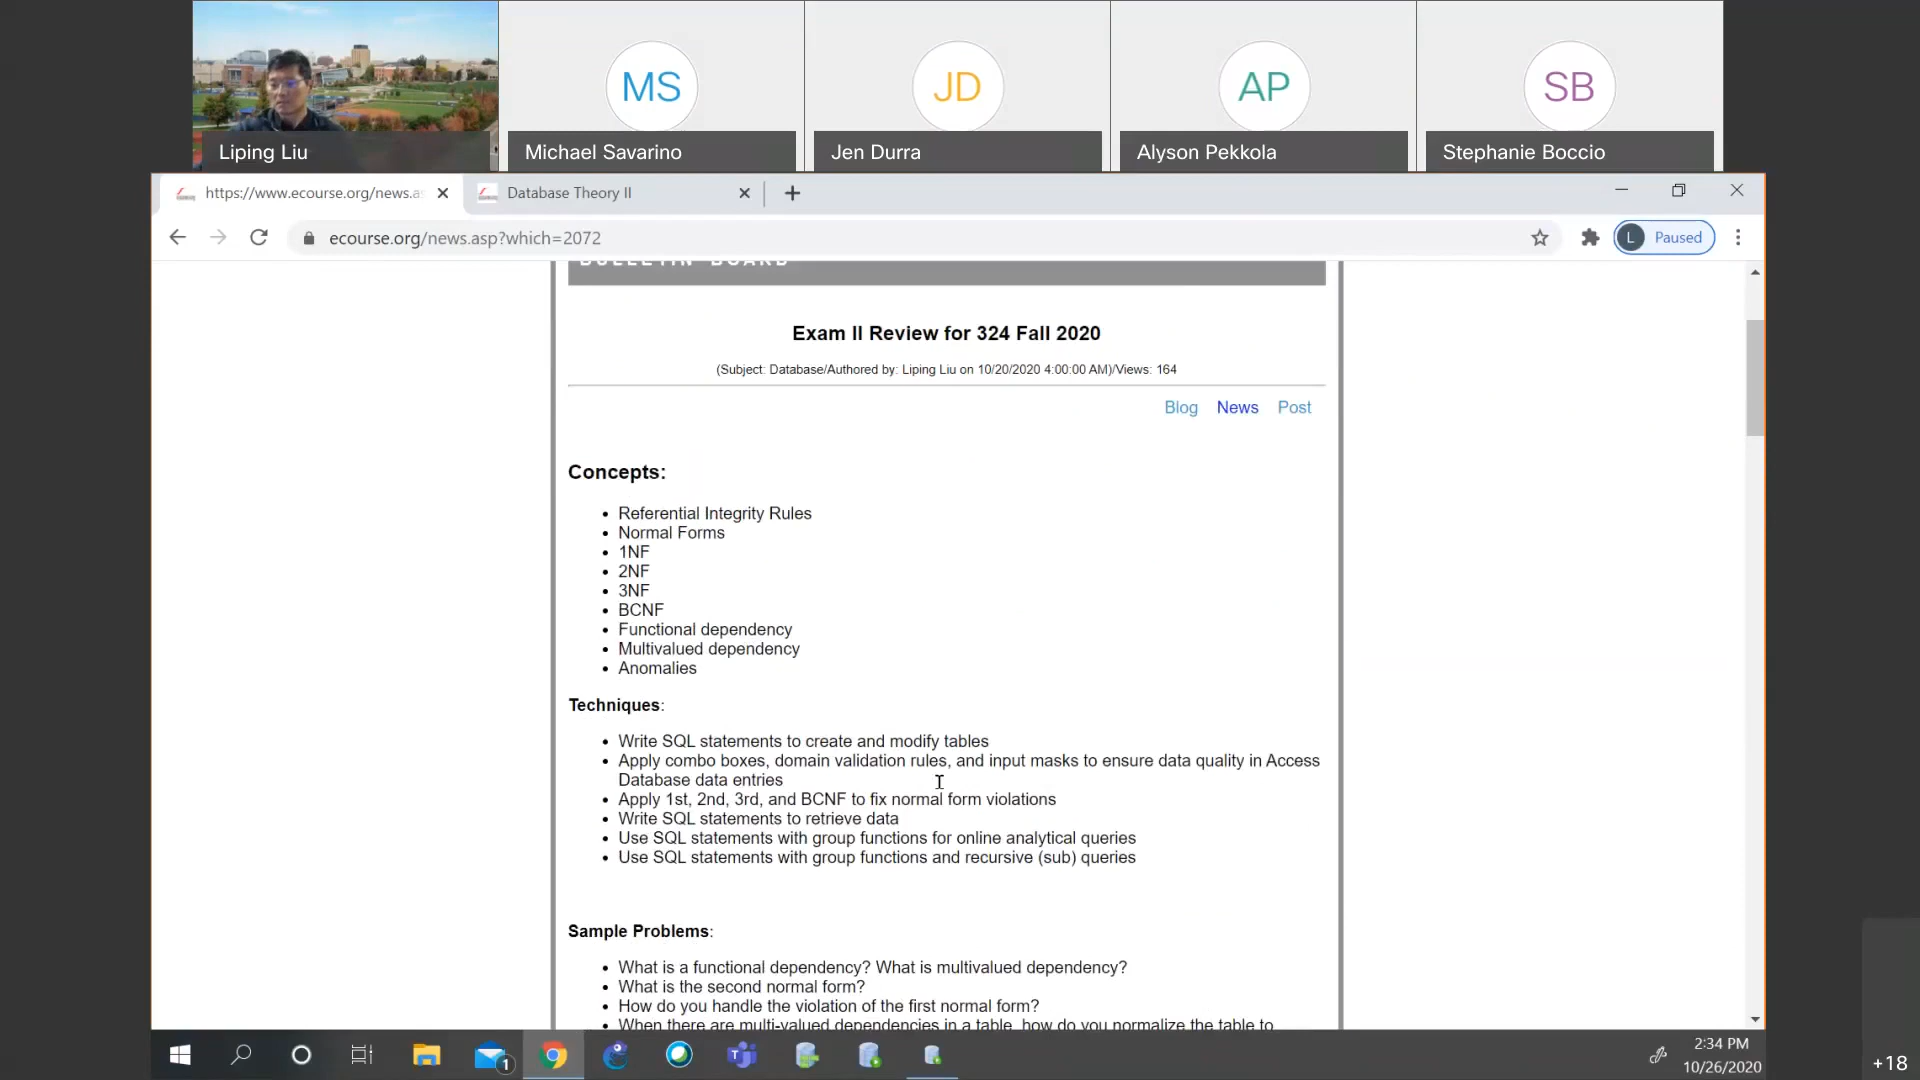 MS
JD
AP
SB
Liping Liu
Michael Savarino
Jen Durra
Alyson Pekkola
Stephanie Boccio
https://www.ecourse.org/news.as
Database Theory II
ecourse.org/news.asp?which=2072
L
Paused
BULLETIN BOARD
Exam II Review for 324 Fall 2020
(Subject: Database/Authored by: Liping Liu on 10/20/2020 4:00:00 AM)/Views: 164
Blog News Post
Concepts:
• Referential Integrity Rules
• Normal Forms
• 1NF
• 2NF
• 3NF
• BCNF
• Functional dependency
• Multivalued dependency
• Anomalies
Techniques:
• Write SQL statements to create and modify tables
• Apply combo boxes, domain validation rules, and input masks to ensure data quality in Access
Database data entries
• Apply 1st, 2nd, 3rd, and BCNF to fix normal form violations
• Write SQL statements to retrieve data
• Use SQL statements with group functions for online analytical queries
• Use SQL statements with group functions and recursive (sub) queries
Sample Problems:
• What is a functional dependency? What is multivalued dependency?
• What is the second normal form?
• How do you handle the violation of the first normal form?
• When there are multi-valued dependencies in a table, how do you normalize the table to
1
2:34 PM
10/26/2020
+18